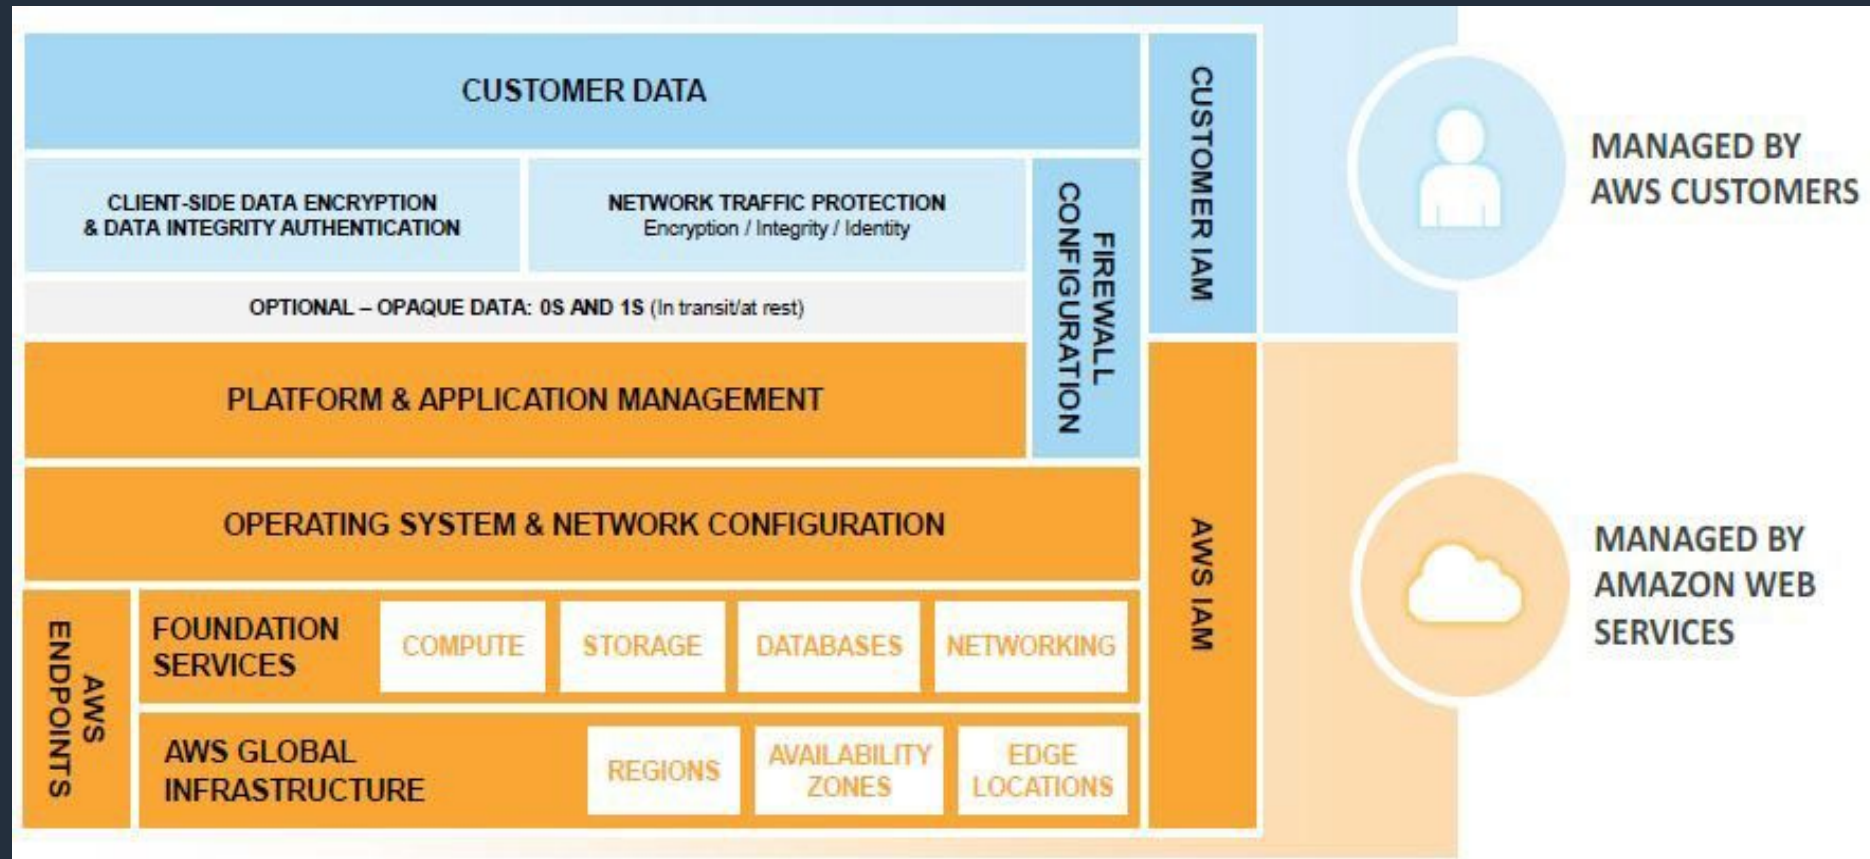 CUSTOMER DATA
CUSTOMER IAM
MANAGED BY
AWS CUSTOMERS
CLIENT-SIDE DATA ENCRYPTION
& DATA INTEGRITY AUTHENTICATION
NETWORK TRAFFIC PROTECTION
Encryption / Integrity / Identity
FIREWALL
CONFIGURATION
OPTIONAL – OPAQUE DATA: 0S AND 1S (In transit/at rest)
PLATFORM & APPLICATION MANAGEMENT
OPERATING SYSTEM & NETWORK CONFIGURATION
AWS IAM
MANAGED BY
AMAZON WEB
SERVICES
AWS
ENDPOINTS
FOUNDATION
SERVICES
COMPUTE
STORAGE
DATABASES
NETWORKING
AWS GLOBAL
INFRASTRUCTURE
REGIONS
AVAILABILITY
ZONES
EDGE
LOCATIONS